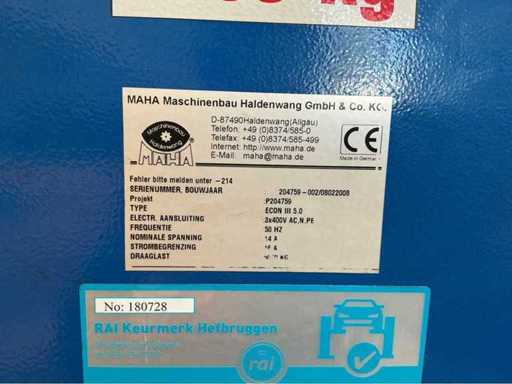 kg
MAHA Maschinenbau Haldenwang GmbH & Co. KG.
Maschinenbau
Haldenwang
MAHA
D-87490Haldenwang(Allgäu)
Telefon: +49 (0)8374/585-0
Telefax: +49 (0)8374/585-499
Internet: http://www.maha.de
E-Mail: maha@maha.de
CE
Made in Germany
Fehler bitte melden unter -214
SERIENUMMER, BOUWJAAR 204759-002/08022008
Projekt :P204759
TYPE ECON III 5.0
ELECTR. AANSLUITING 3x400V AC,N,PE
FREQUENTIE 50 HZ
NOMINALE SPANNING 14 A
STROMBEGRENZING A
DRAAGLAST KG
No: 180728
RAI Keurmerk Hefbruggen
rai